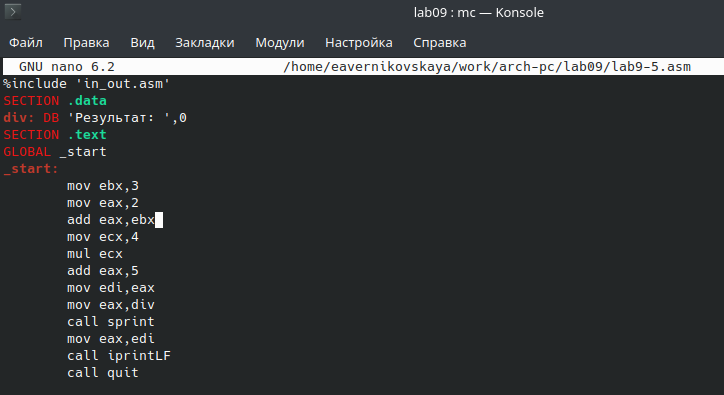 lab09 : mc — Konsole
Файл Правка Вид Закладки Модули Настройка Справка
GNU nano 6.2 /home/eavernikovskaya/work/arch-pc/lab09/lab9-5.asm
%include 'in_out.asm'
SECTION .data
div: DB 'Результат: ',0
SECTION .text
GLOBAL _start
_start:
mov ebx,3
mov eax,2
add eax,ebx
mov ecx,4
mul ecx
add eax,5
mov edi,eax
mov eax,div
call sprint
mov eax,edi
call iprintLF
call quit